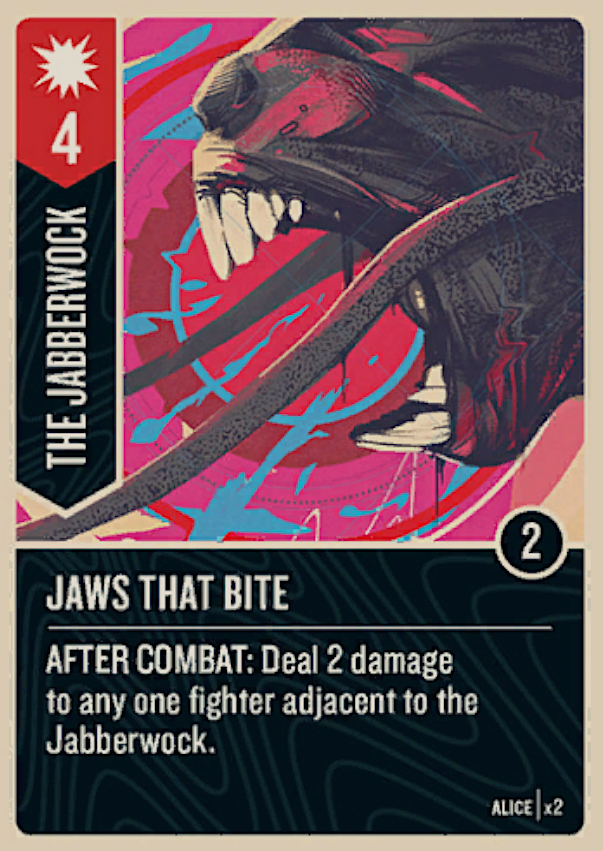 4
THE JABBERWOCK
2
JAWS THAT BITE
AFTER COMBAT: Deal 2 damage
to any one fighter adjacent to the
Jabberwock.
ALICE | x2